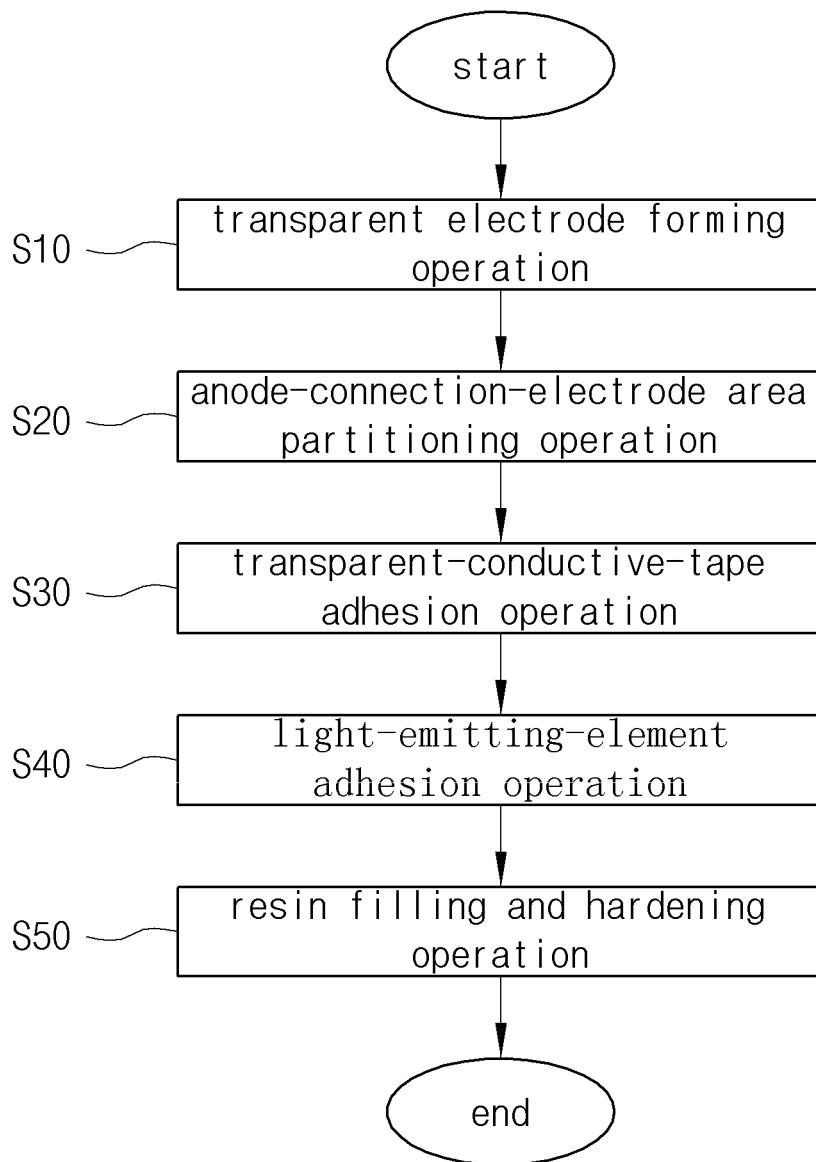 start
S10
transparent electrode forming
operation
S20
anode-connection-electrode area
partitioning operation
S30
transparent-conductive-tape
adhesion operation
S40
light-emitting-element
adhesion operation
S50
resin filling and hardening
operation
end